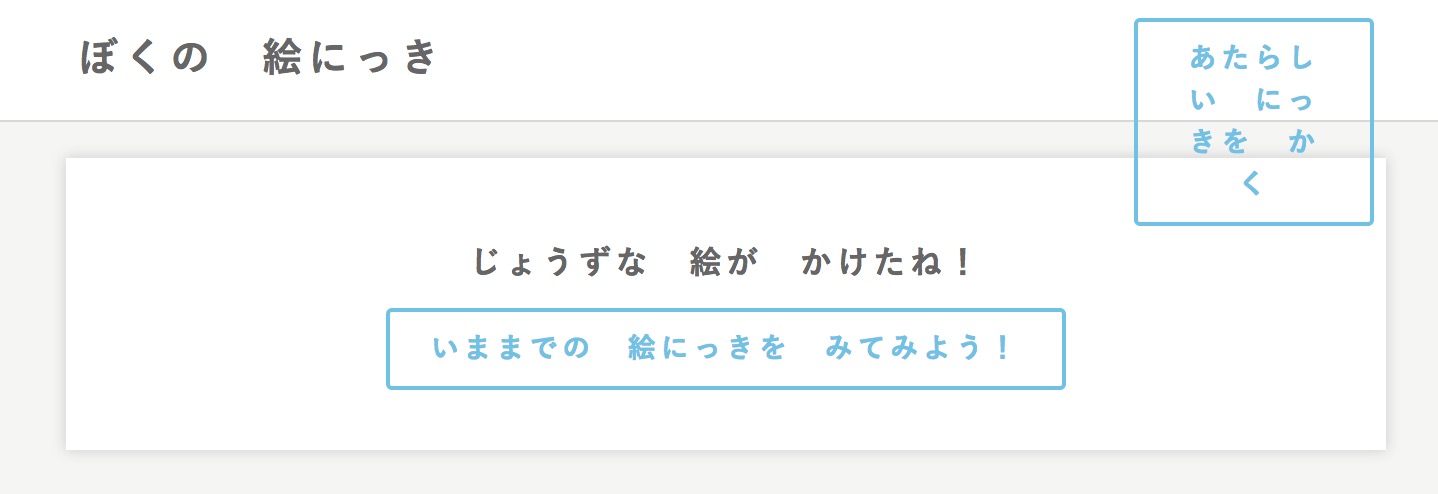 ぼくの　絵にっき
あたらし
い　にっ
きを　か
く
じょうずな　絵が　かけたね！
いままでの　絵にっきを　みてみよう！